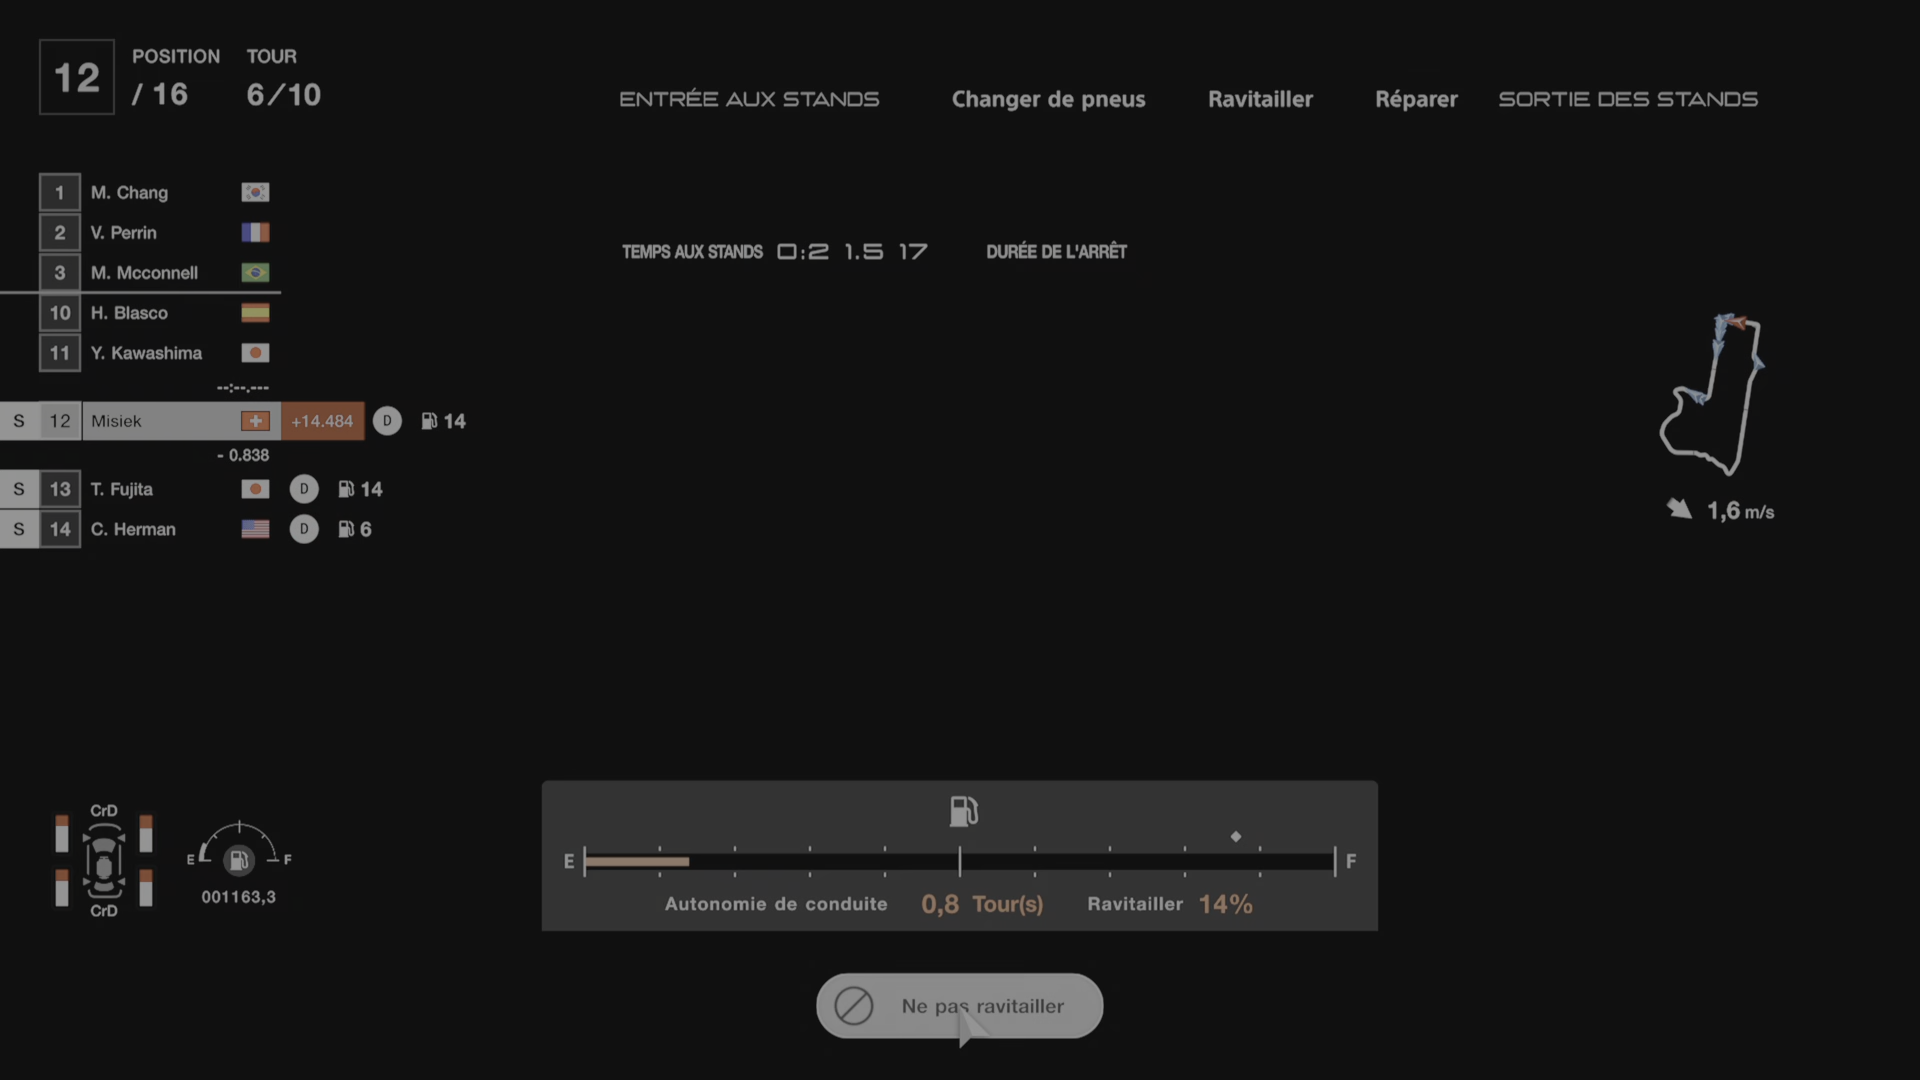 12 POSITION / 16 TOUR 6/10
ENTRÉE AUX STANDS Changer de pneus Ravitailler Réparer SORTIE DES STANDS
1 M. Chang
2 V. Perrin
3 M. Mcconnell
10 H. Blasco
11 Y. Kawashima
--:--.---
S 12 Misiek +14.484 D 14
- 0.838
S 13 T. Fujita D 14
S 14 C. Herman D 6
TEMPS AUX STANDS 0:21.517 DURÉE DE L'ARRÊT
1,6 m/s
CrD
CrD
E F
001163,3
E F
Autonomie de conduite 0,8 Tour(s) Ravitailler 14%
Ne pas ravitailler